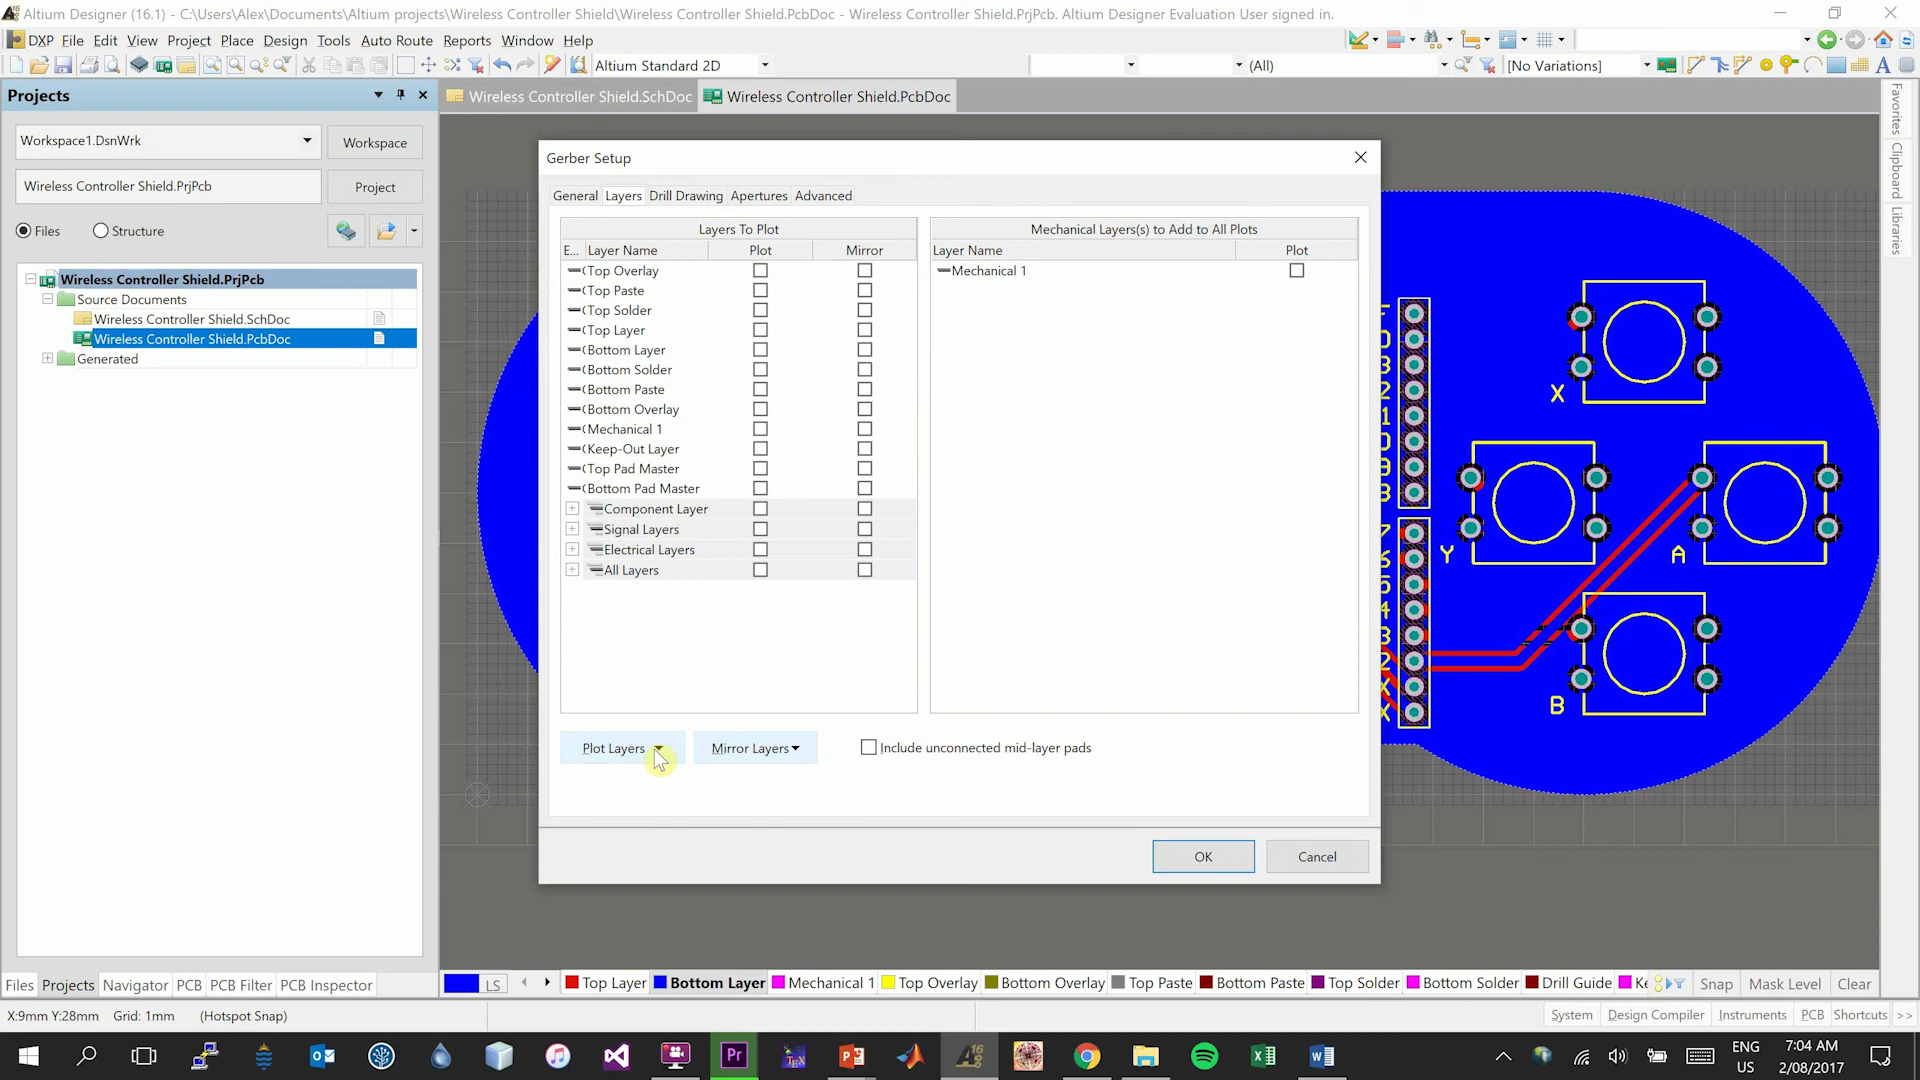 Altium Designer (16.1) - C:\Users\Alex\Documents\Altium projects\Wireless Controller Shield\Wireless Controller Shield.PcbDoc - Wireless Controller Shield.PrjPcb. Altium Designer Evaluation User signed in.
DXP File Edit View Project Place Design Tools Auto Route Reports Window Help
Altium Standard 2D (All) [No Variations]
Projects
Wireless Controller Shield.SchDoc Wireless Controller Shield.PcbDoc
Favorites
Clipboard
Libraries
Workspace1.DsnWrk Workspace
Wireless Controller Shield.PrjPcb Project
Files Structure
Wireless Controller Shield.PrjPcb
Source Documents
Wireless Controller Shield.SchDoc
Wireless Controller Shield.PcbDoc
Generated
Gerber Setup
General Layers Drill Drawing Apertures Advanced
Layers To Plot
E... Layer Name Plot Mirror
(Top Overlay
(Top Paste
(Top Solder
(Top Layer
(Bottom Layer
(Bottom Solder
(Bottom Paste
(Bottom Overlay
(Mechanical 1
(Keep-Out Layer
(Top Pad Master
(Bottom Pad Master
Component Layer
Signal Layers
Electrical Layers
All Layers
Mechanical Layers(s) to Add to All Plots
Layer Name Plot
Mechanical 1
Plot Layers Mirror Layers Include unconnected mid-layer pads
OK Cancel
X
Y
A
B
Files Projects Navigator PCB PCB Filter PCB Inspector
LS Top Layer Bottom Layer Mechanical 1 Top Overlay Bottom Overlay Top Paste Bottom Paste Top Solder Bottom Solder Drill Guide Ke Snap Mask Level Clear
X:9mm Y:28mm Grid: 1mm (Hotspot Snap)
System Design Compiler Instruments PCB Shortcuts >>
ENG
US
7:04 AM
2/08/2017